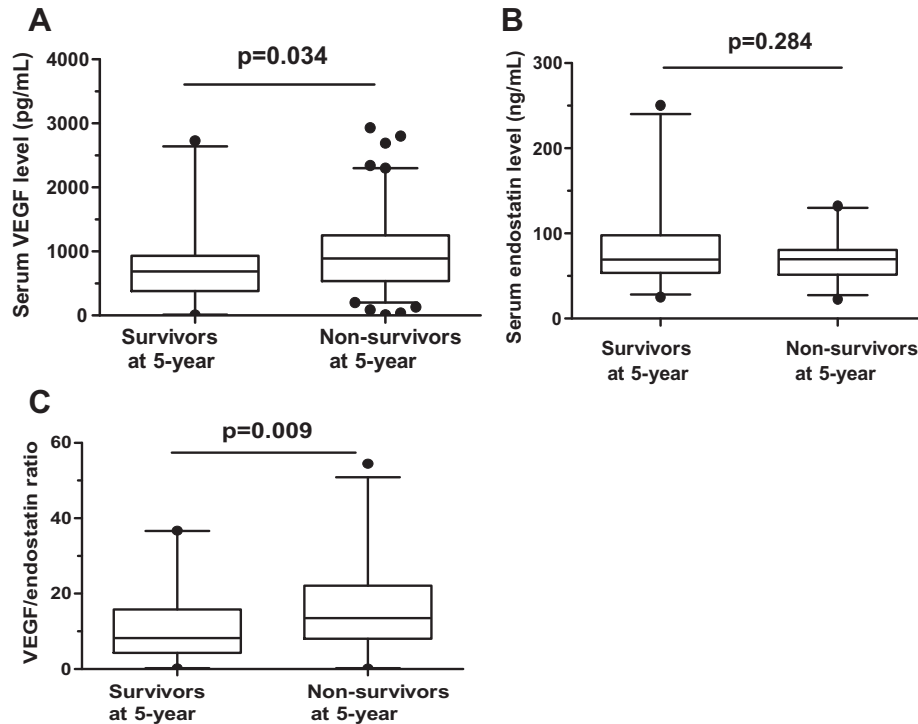 A
p=0.034
Serum VEGF level (pg/mL)
4000
3000
2000
1000
0
Survivors
at 5-year
Non-survivors
at 5-year
B
p=0.284
Serum endostatin level (ng/mL)
300
200
100
0
Survivors
at 5-year
Non-survivors
at 5-year
C
p=0.009
VEGF/endostatin ratio
60
40
20
0
Survivors
at 5-year
Non-survivors
at 5-year